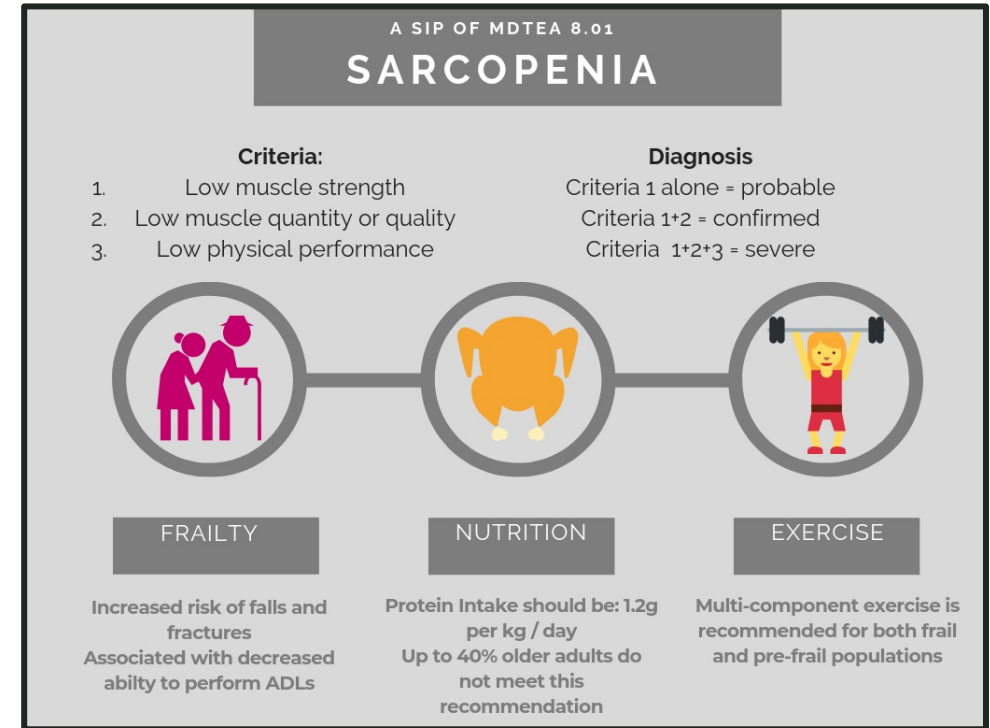 A SIP OF MDTEA 8.01
SARCOPENIA
Criteria:
1. Low muscle strength
2. Low muscle quantity or quality
3. Low physical performance
Diagnosis
Criteria 1 alone = probable
Criteria 1+2 = confirmed
Criteria 1+2+3 = severe
FRAILTY
Increased risk of falls and
fractures
Associated with decreased
abilty to perform ADLs
NUTRITION
Protein Intake should be: 1.2g
per kg / day
Up to 40% older adults do
not meet this
recommendation
EXERCISE
Multi-component exercise is
recommended for both frail
and pre-frail populations